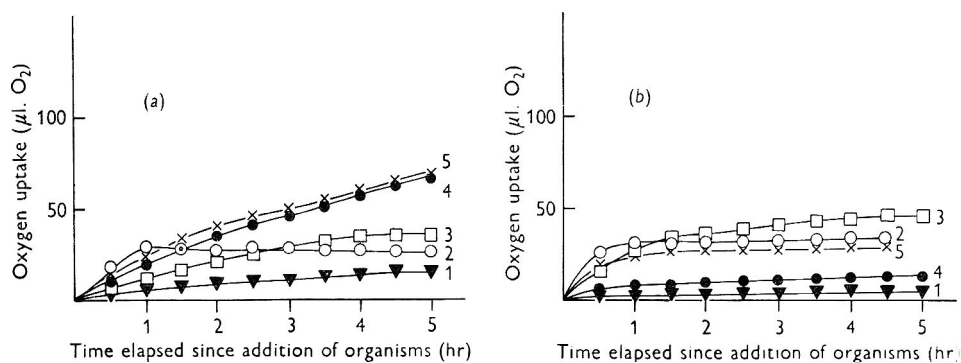 Oxygen uptake (μl. O₂)
100
50
(a)
5
4
3
2
1
1 2 3 4 5
Time elapsed since addition of organisms (hr)
Oxygen uptake (μl. O₂)
100
50
(b)
3
2
5
4
1
1 2 3 4 5
Time elapsed since addition of organisms (hr)